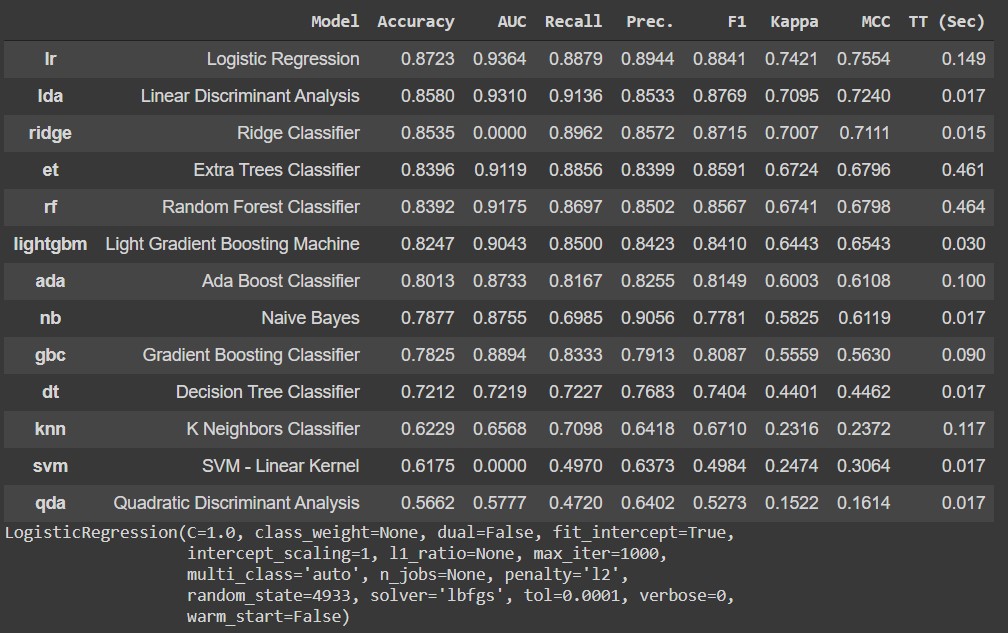 Model Accuracy AUC Recall Prec. F1 Kappa MCC TT (Sec)
lr Logistic Regression 0.8723 0.9364 0.8879 0.8944 0.8841 0.7421 0.7554 0.149
lda Linear Discriminant Analysis 0.8580 0.9310 0.9136 0.8533 0.8769 0.7095 0.7240 0.017
ridge Ridge Classifier 0.8535 0.0000 0.8962 0.8572 0.8715 0.7007 0.7111 0.015
et Extra Trees Classifier 0.8396 0.9119 0.8856 0.8399 0.8591 0.6724 0.6796 0.461
rf Random Forest Classifier 0.8392 0.9175 0.8697 0.8502 0.8567 0.6741 0.6798 0.464
lightgbm Light Gradient Boosting Machine 0.8247 0.9043 0.8500 0.8423 0.8410 0.6443 0.6543 0.030
ada Ada Boost Classifier 0.8013 0.8733 0.8167 0.8255 0.8149 0.6003 0.6108 0.100
nb Naive Bayes 0.7877 0.8755 0.6985 0.9056 0.7781 0.5825 0.6119 0.017
gbc Gradient Boosting Classifier 0.7825 0.8894 0.8333 0.7913 0.8087 0.5559 0.5630 0.090
dt Decision Tree Classifier 0.7212 0.7219 0.7227 0.7683 0.7404 0.4401 0.4462 0.017
knn K Neighbors Classifier 0.6229 0.6568 0.7098 0.6418 0.6710 0.2316 0.2372 0.117
svm SVM - Linear Kernel 0.6175 0.0000 0.4970 0.6373 0.4984 0.2474 0.3064 0.017
qda Quadratic Discriminant Analysis 0.5662 0.5777 0.4720 0.6402 0.5273 0.1522 0.1614 0.017
LogisticRegression(C=1.0, class_weight=None, dual=False, fit_intercept=True,
intercept_scaling=1, l1_ratio=None, max_iter=1000,
multi_class='auto', n_jobs=None, penalty='l2',
random_state=4933, solver='lbfgs', tol=0.0001, verbose=0,
warm_start=False)